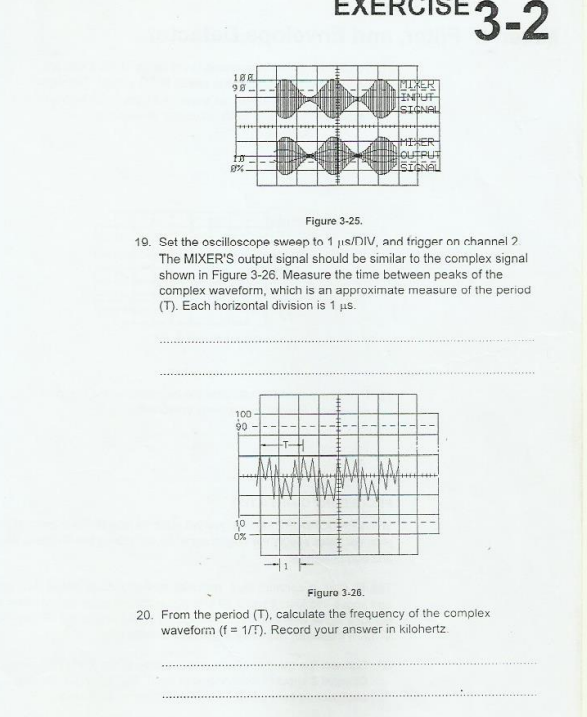 EXERCISE 3-2
100
90
MIXER
INPUT
SIGNAL
MIXER
10
OUTPUT
0%
SIGNAL
Figure 3-25.
19. Set the oscilloscope sweep to 1 µs/DIV, and trigger on channel 2.
The MIXER'S output signal should be similar to the complex signal
shown in Figure 3-26. Measure the time between peaks of the
complex waveform, which is an approximate measure of the period
(T). Each horizontal division is 1 µs.
100
90
T
10
0%
1
Figure 3-26.
20. From the period (T), calculate the frequency of the complex
waveform (f = 1/T). Record your answer in kilohertz.